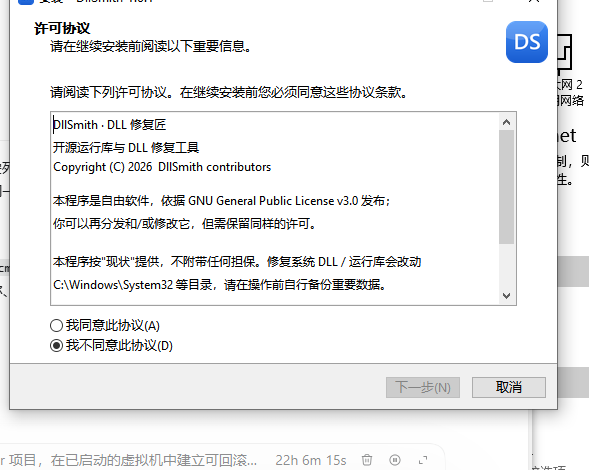 许可协议
请在继续安装前阅读以下重要信息。
DS
请阅读下列许可协议。在继续安装前您必须同意这些协议条款。
DllSmith · DLL 修复匠
开源运行库与 DLL 修复工具
Copyright (C) 2026 DllSmith contributors
本程序是自由软件，依据 GNU General Public License v3.0 发布；
你可以再分发和/或修改它，但需保留同样的许可。
本程序按"现状"提供，不附带任何担保。修复系统 DLL / 运行库会改动
C:\Windows\System32 等目录，请在操作前自行备份重要数据。
我同意此协议(A)
我不同意此协议(D)
下一步(N)
取消
网 2
网络
net
制，则
性。
r 项目，在已启动的虚拟机中建立可回滚...
22h 6m 15s